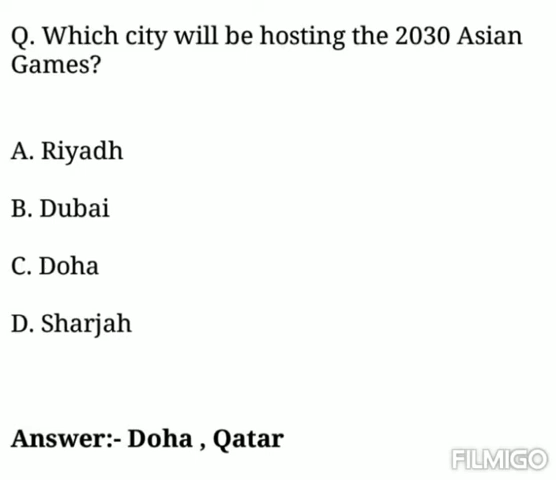 Q. Which city will be hosting the 2030 Asian
Games?
A. Riyadh
B. Dubai
C. Doha
D. Sharjah
Answer:- Doha , Qatar
FILMIGO